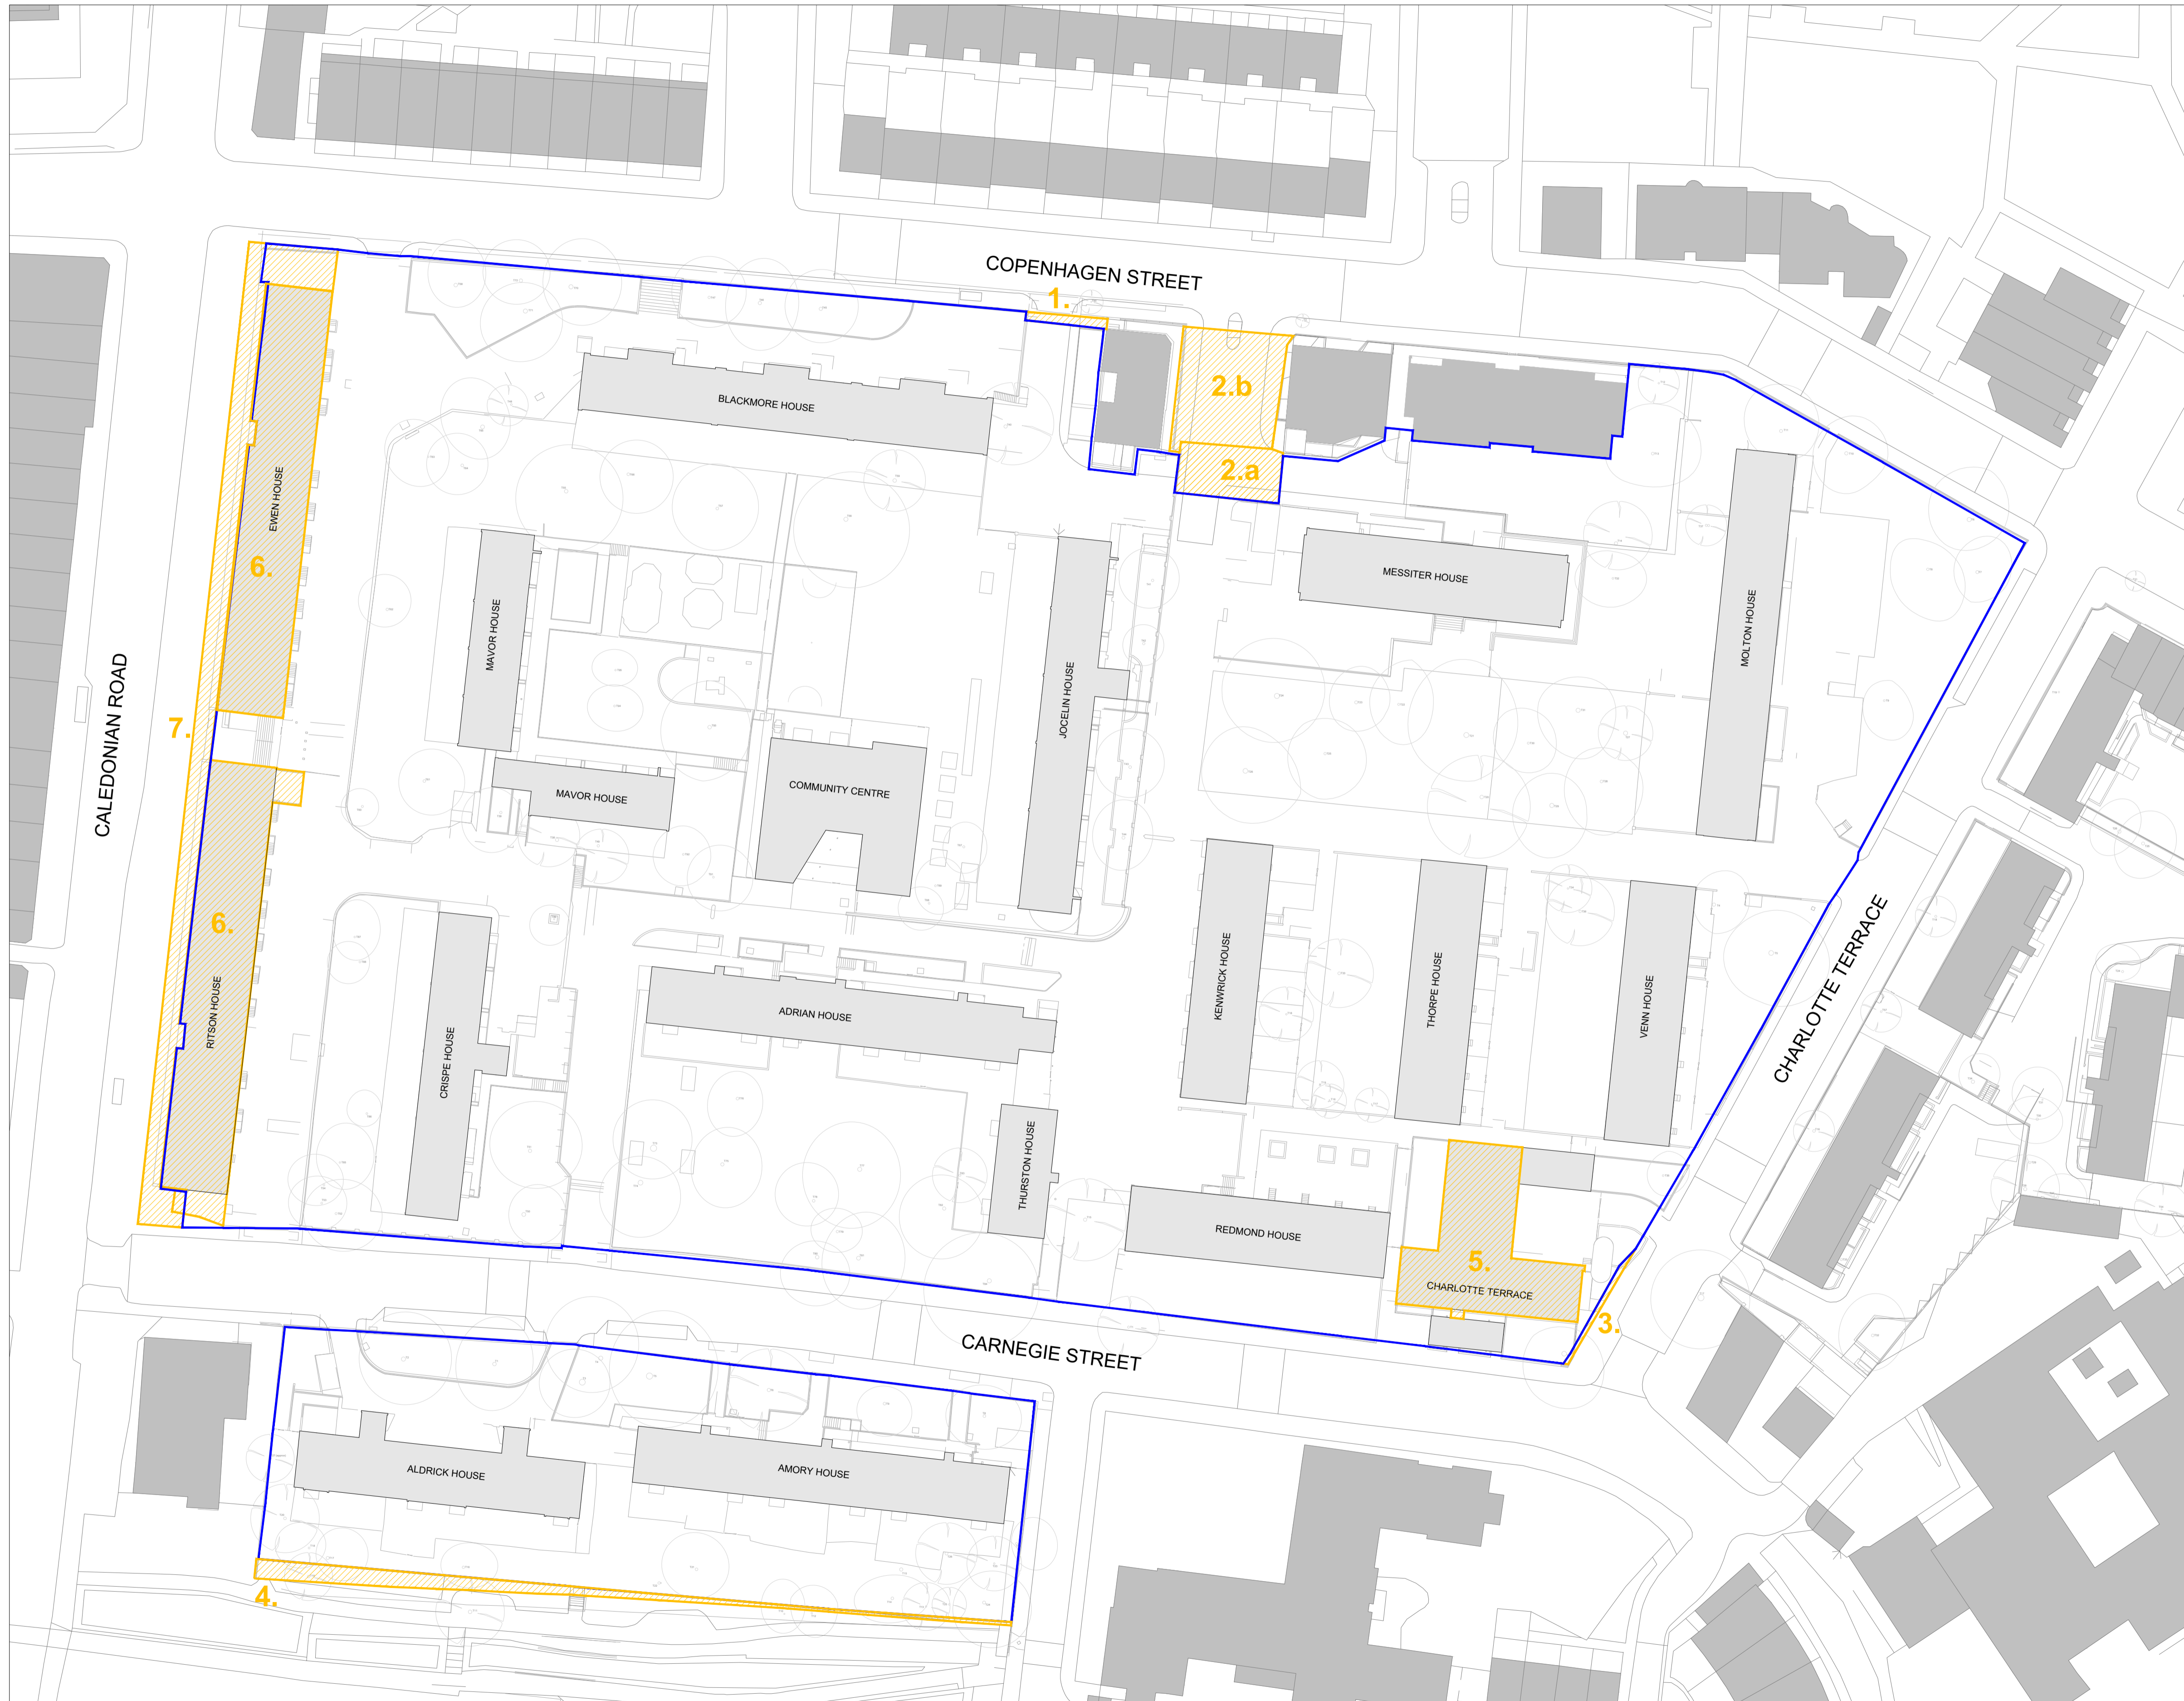 COPENHAGEN STREET
1.
2.b
2.a
BLACKMORE HOUSE
EWEN HOUSE
6.
MAVOR HOUSE
MESSITER HOUSE
MOLTON HOUSE
JOCELIN HOUSE
CALEDONIAN ROAD
7.
MAVOR HOUSE
COMMUNITY CENTRE
6.
RITSON HOUSE
CRISPE HOUSE
ADRIAN HOUSE
KENWRICK HOUSE
THORPE HOUSE
VENN HOUSE
CHARLOTTE TERRACE
THURSTON HOUSE
REDMOND HOUSE
5.
CHARLOTTE TERRACE
3.
CARNEGIE STREET
ALDRICK HOUSE
AMORY HOUSE
4.